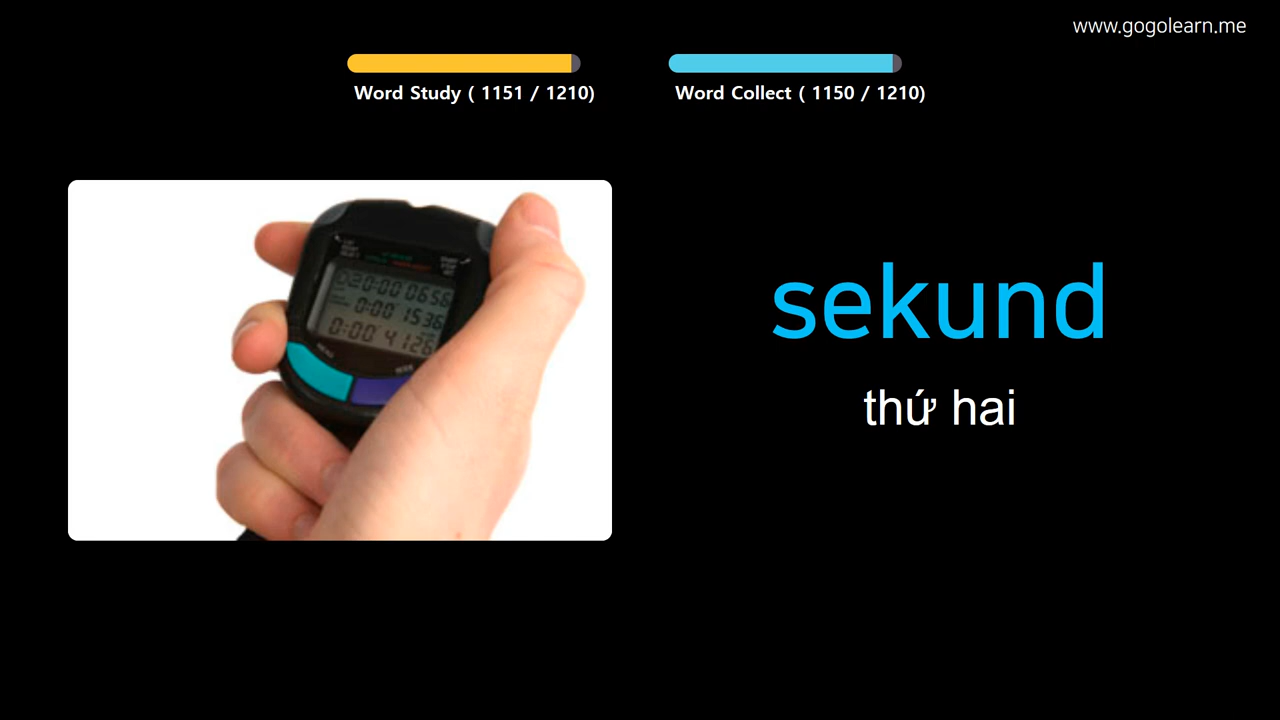 www.gogolearn.me
Word Study ( 1151 / 1210)
Word Collect ( 1150 / 1210)
sekund
thứ hai